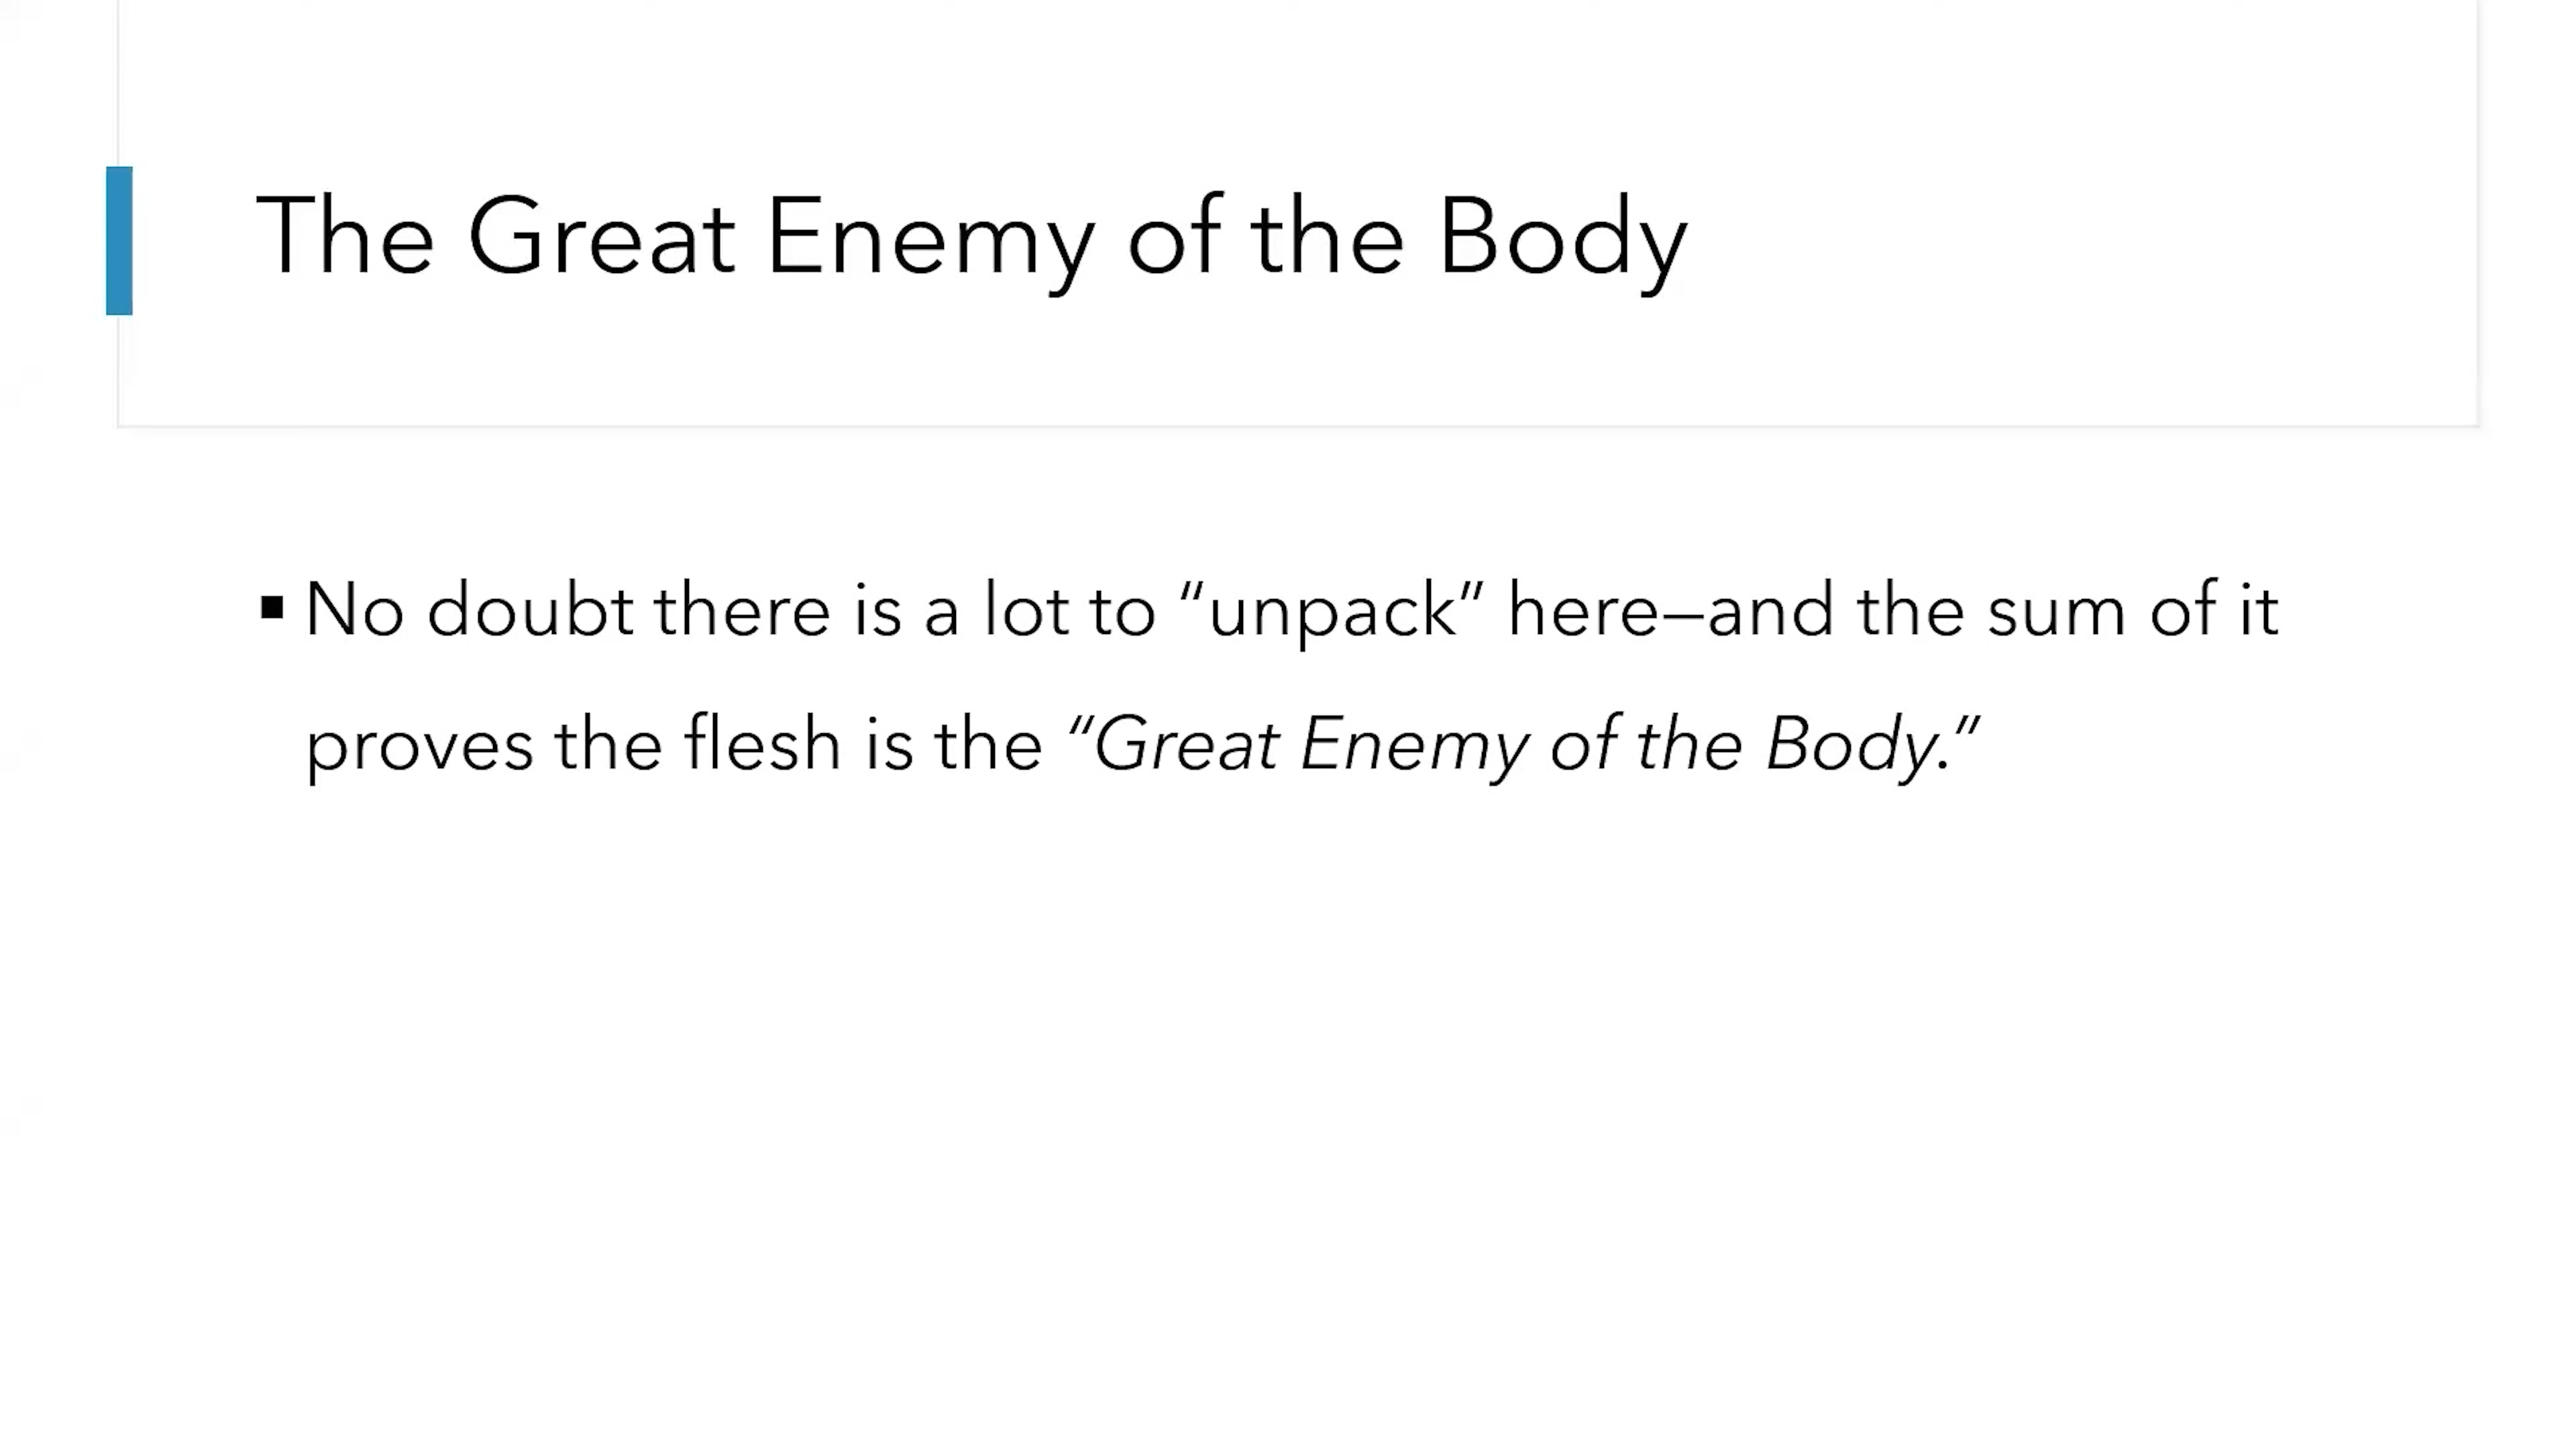 The Great Enemy of the Body
▪ No doubt there is a lot to “unpack” here—and the sum of it
proves the flesh is the “Great Enemy of the Body.”